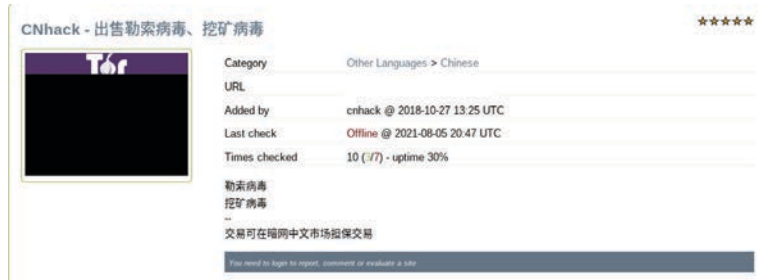 CNhack - 出售勒索病毒、挖矿病毒
Tor
Category Other Languages > Chinese
URL
Added by cnhack @ 2018-10-27 13:25 UTC
Last check Offline @ 2021-08-05 20:47 UTC
Times checked 10 (3/7) - uptime 30%
勒索病毒
挖矿病毒
--
交易可在暗网中文市场担保交易
You need to login to report, comment or evaluate a site